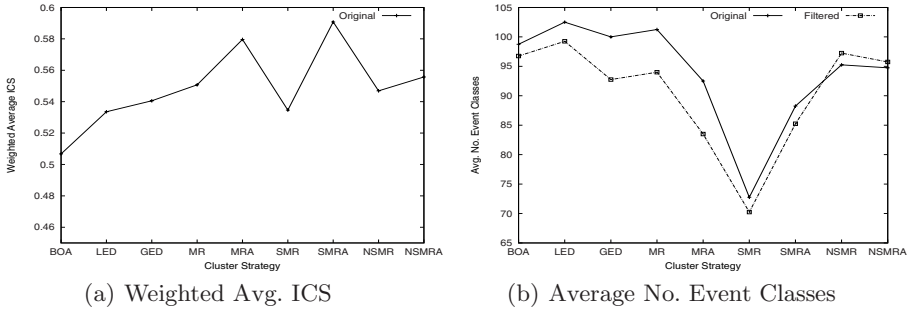 Original
0.6
0.58
0.56
0.54
0.52
0.5
0.48
0.46
Weighted Average ICS
BOA LED GED MR MRA SMR SMRA NSMR NSMRA
Cluster Strategy
(a) Weighted Avg. ICS
Original Filtered
105
100
95
90
85
80
75
70
65
Avg. No. Event Classes
BOA LED GED MR MRA SMR SMRA NSMR NSMRA
Cluster Strategy
(b) Average No. Event Classes